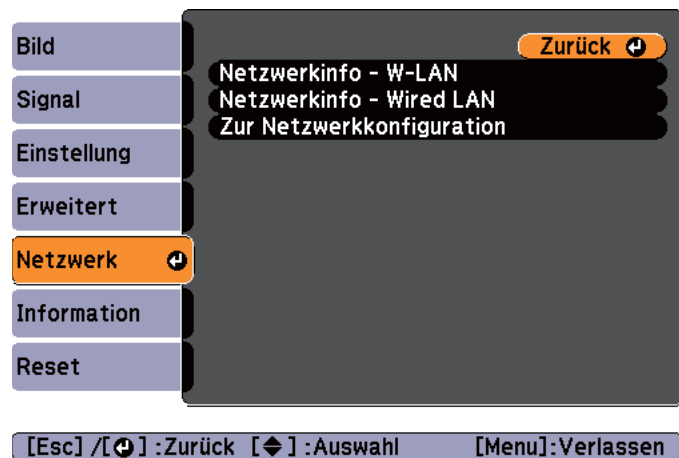 Bild
Signal
Einstellung
Erweitert
Netzwerk
Information
Reset
Zurück
Netzwerkinfo - W-LAN
Netzwerkinfo - Wired LAN
Zur Netzwerkkonfiguration
[Esc] /[⏎] :Zurück [◆] :Auswahl [Menu]:Verlassen